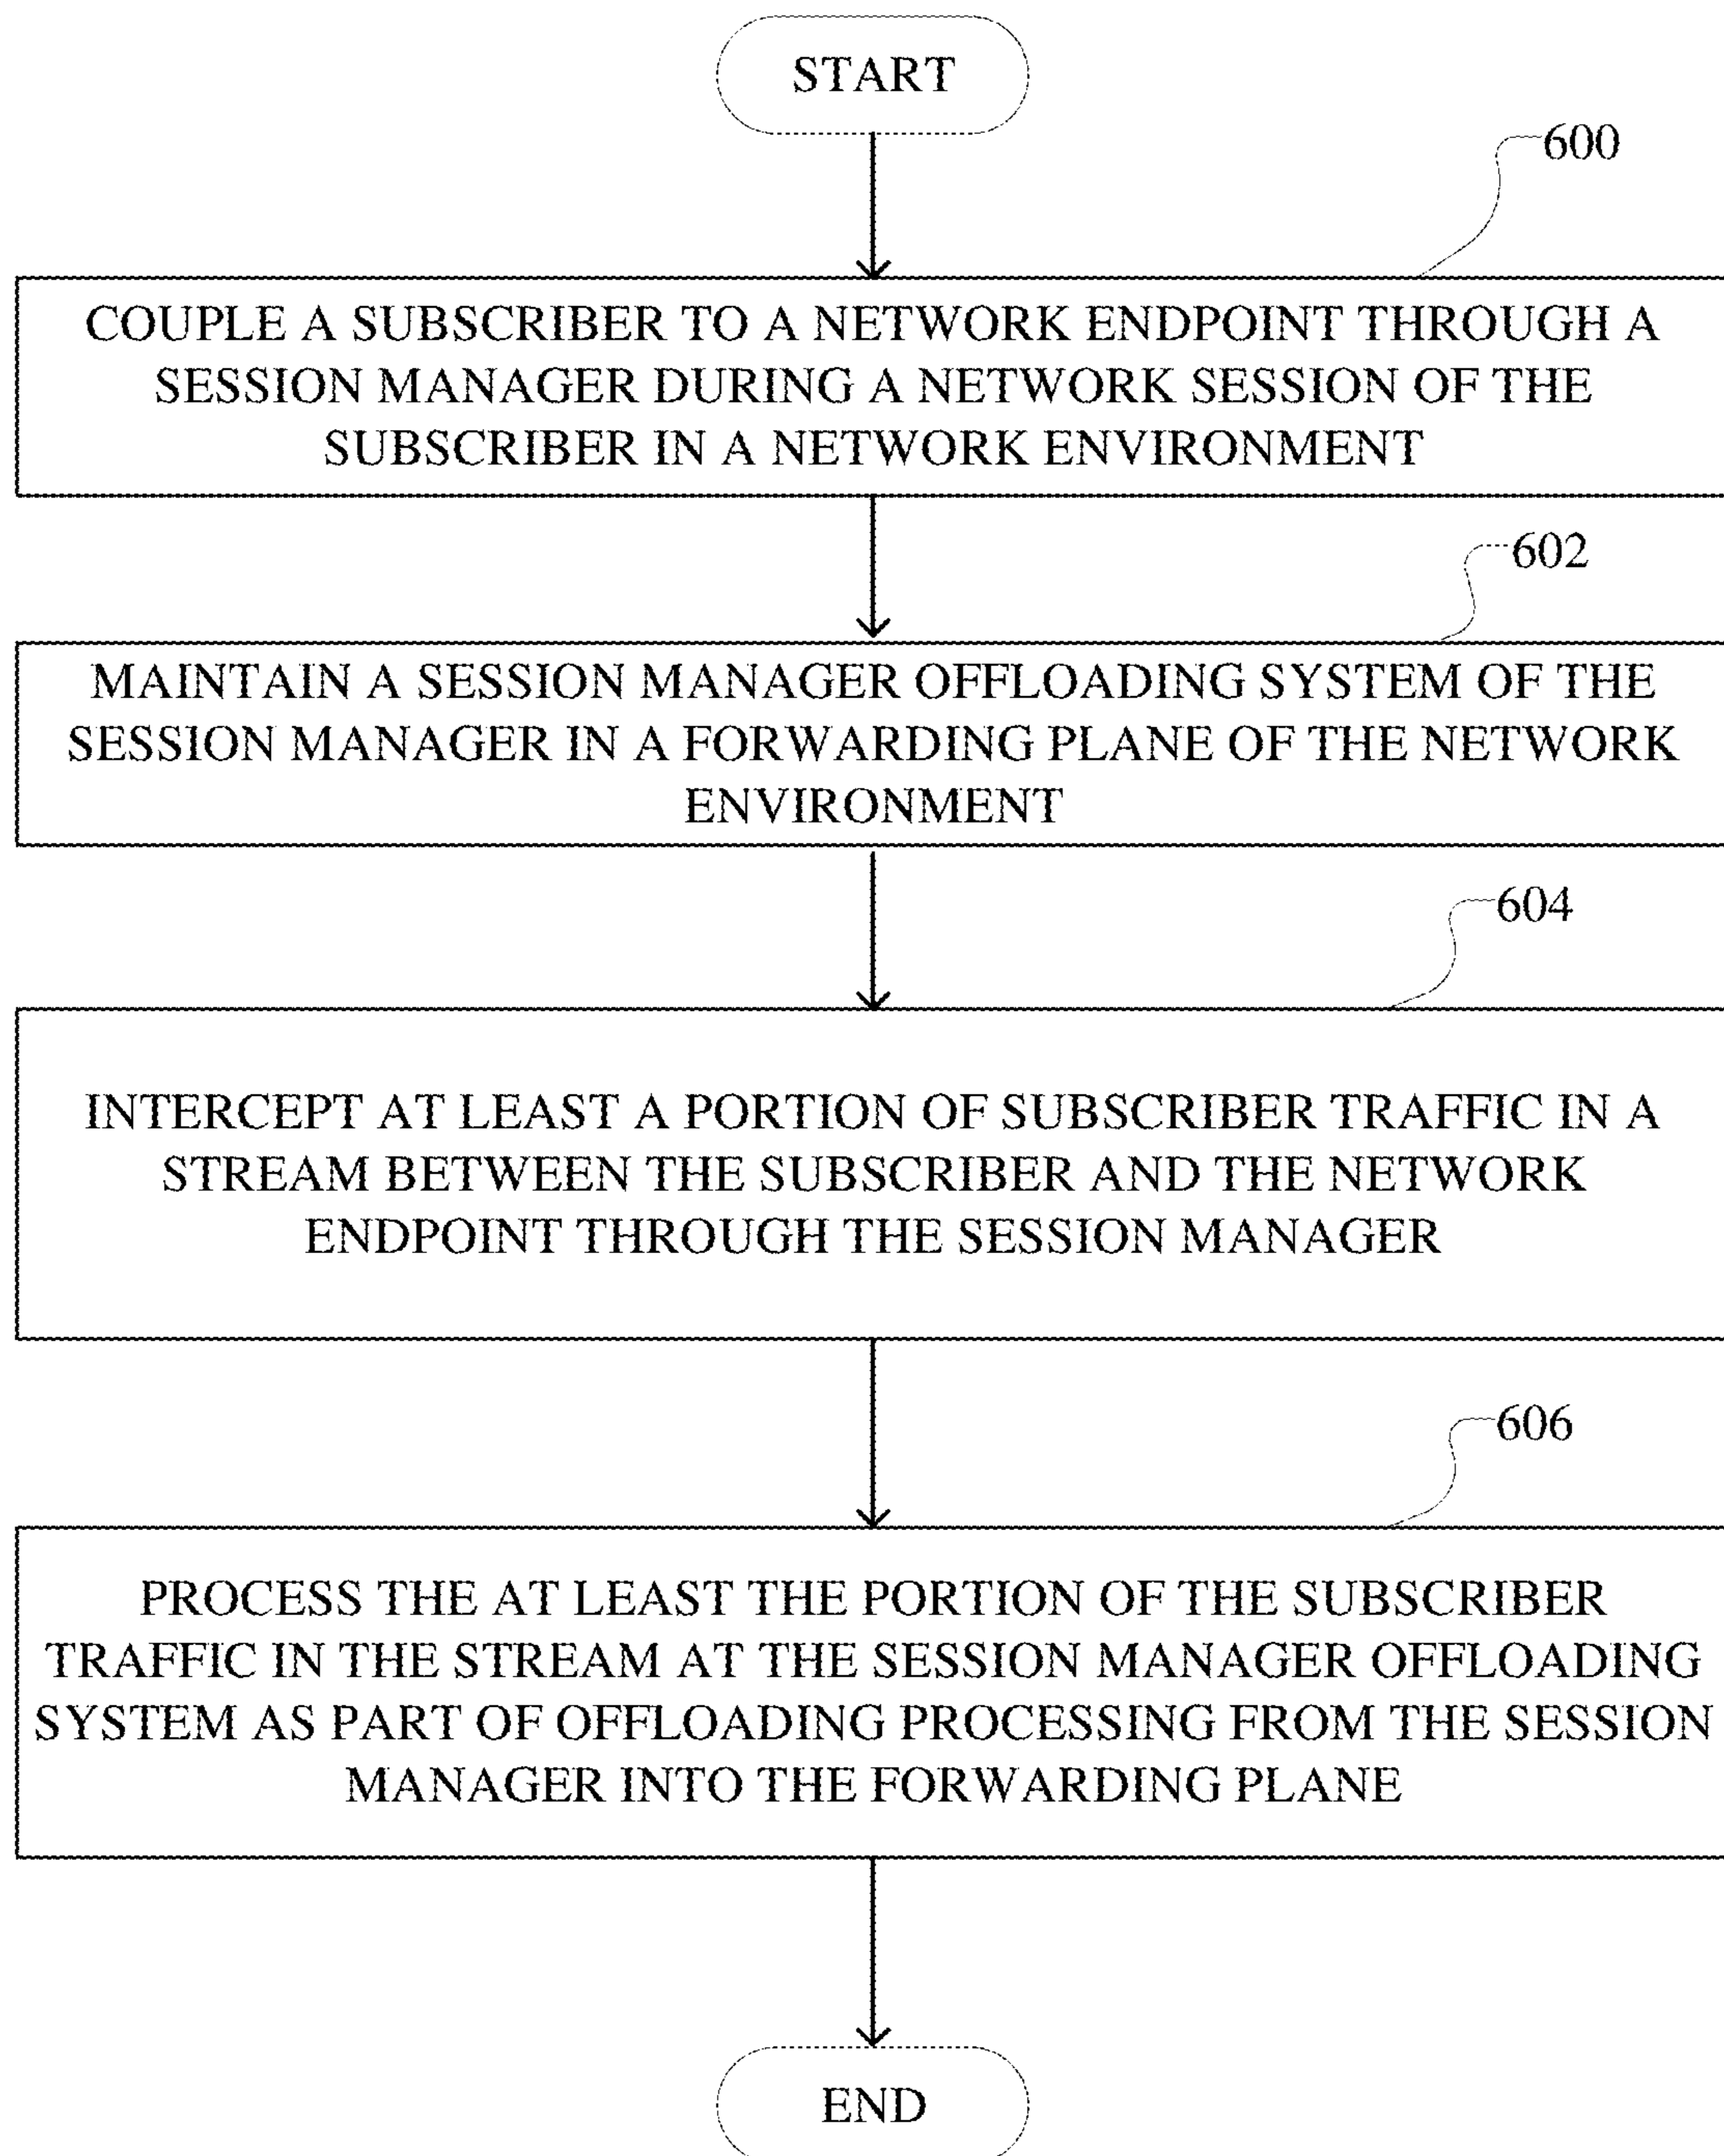 START
600
COUPLE A SUBSCRIBER TO A NETWORK ENDPOINT THROUGH A
SESSION MANAGER DURING A NETWORK SESSION OF THE
SUBSCRIBER IN A NETWORK ENVIRONMENT
602
MAINTAIN A SESSION MANAGER OFFLOADING SYSTEM OF THE
SESSION MANAGER IN A FORWARDING PLANE OF THE NETWORK
ENVIRONMENT
604
INTERCEPT AT LEAST A PORTION OF SUBSCRIBER TRAFFIC IN A
STREAM BETWEEN THE SUBSCRIBER AND THE NETWORK
ENDPOINT THROUGH THE SESSION MANAGER
606
PROCESS THE AT LEAST THE PORTION OF THE SUBSCRIBER
TRAFFIC IN THE STREAM AT THE SESSION MANAGER OFFLOADING
SYSTEM AS PART OF OFFLOADING PROCESSING FROM THE SESSION
MANAGER INTO THE FORWARDING PLANE
END